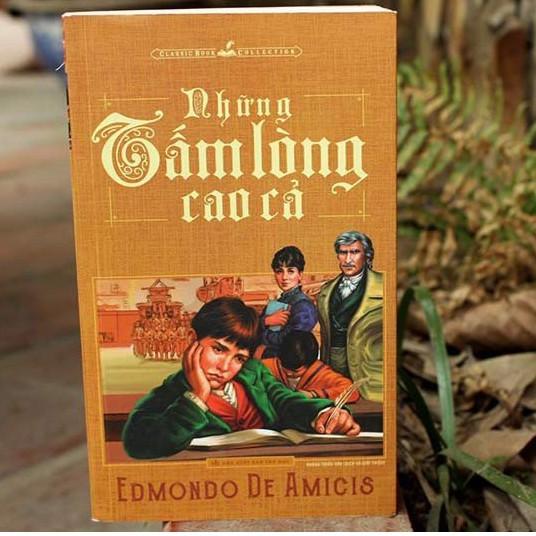 CLASSIC BOOK COLLECTION
Những
Tấm lòng
cao cả
EDMONDO DE AMICIS